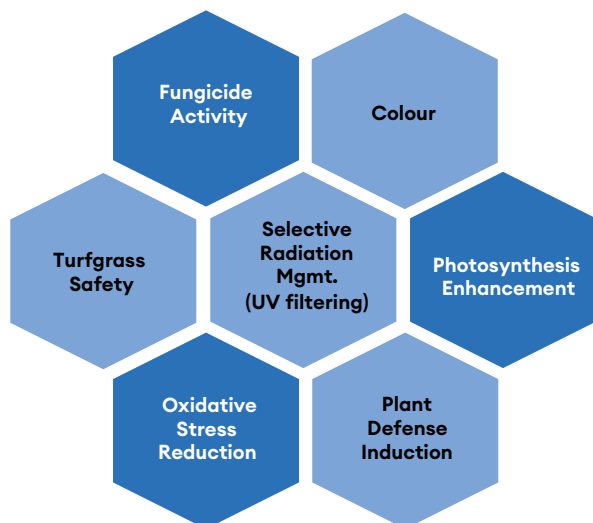 Fungicide
Activity
Colour
Turfgrass
Safety
Selective
Radiation
Mgmt.
(UV filtering)
Photosynthesis
Enhancement
Oxidative
Stress
Reduction
Plant
Defense
Induction